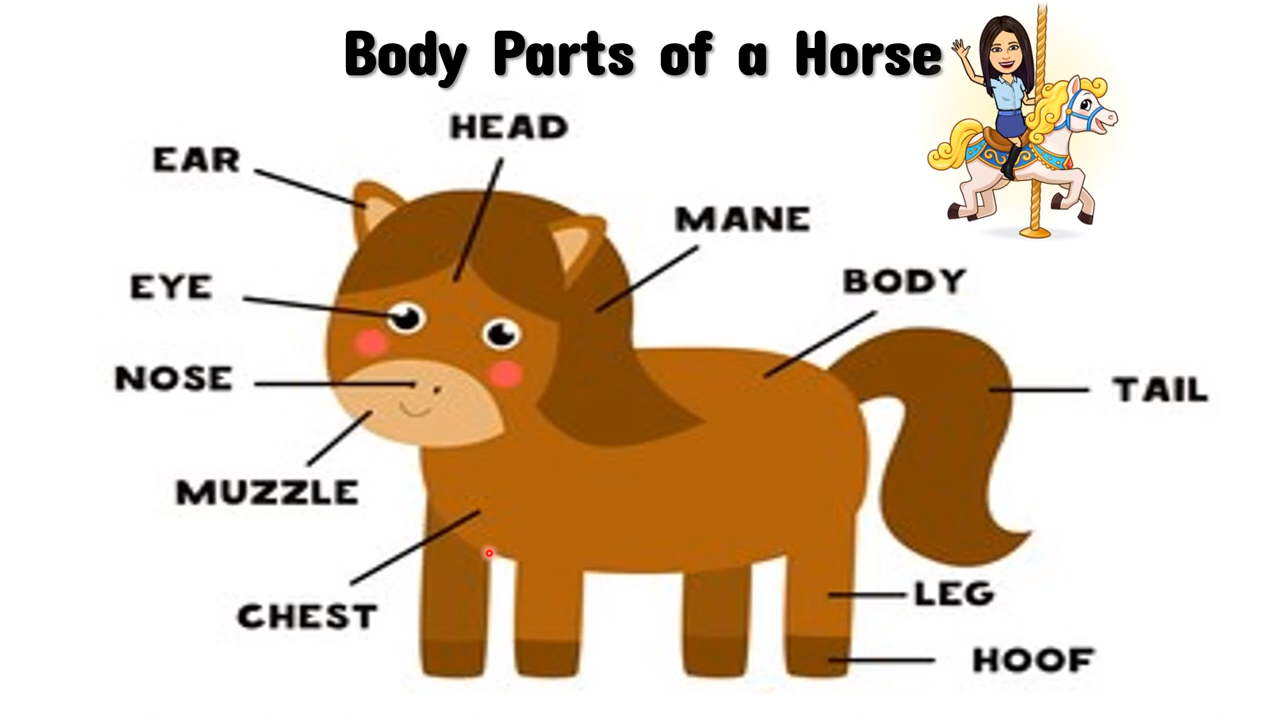 Body Parts of a Horse
HEAD
EAR
MANE
EYE
BODY
NOSE
TAIL
MUZZLE
CHEST
LEG
HOOF